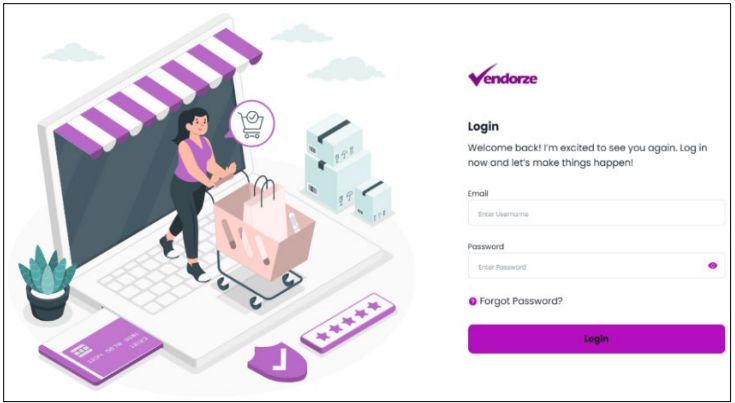 Vendorze
Login
Welcome back! I'm excited to see you again. Log in
now and let's make things happen!
Email
Enter Username
Password
Enter Password
Forgot Password?
Login